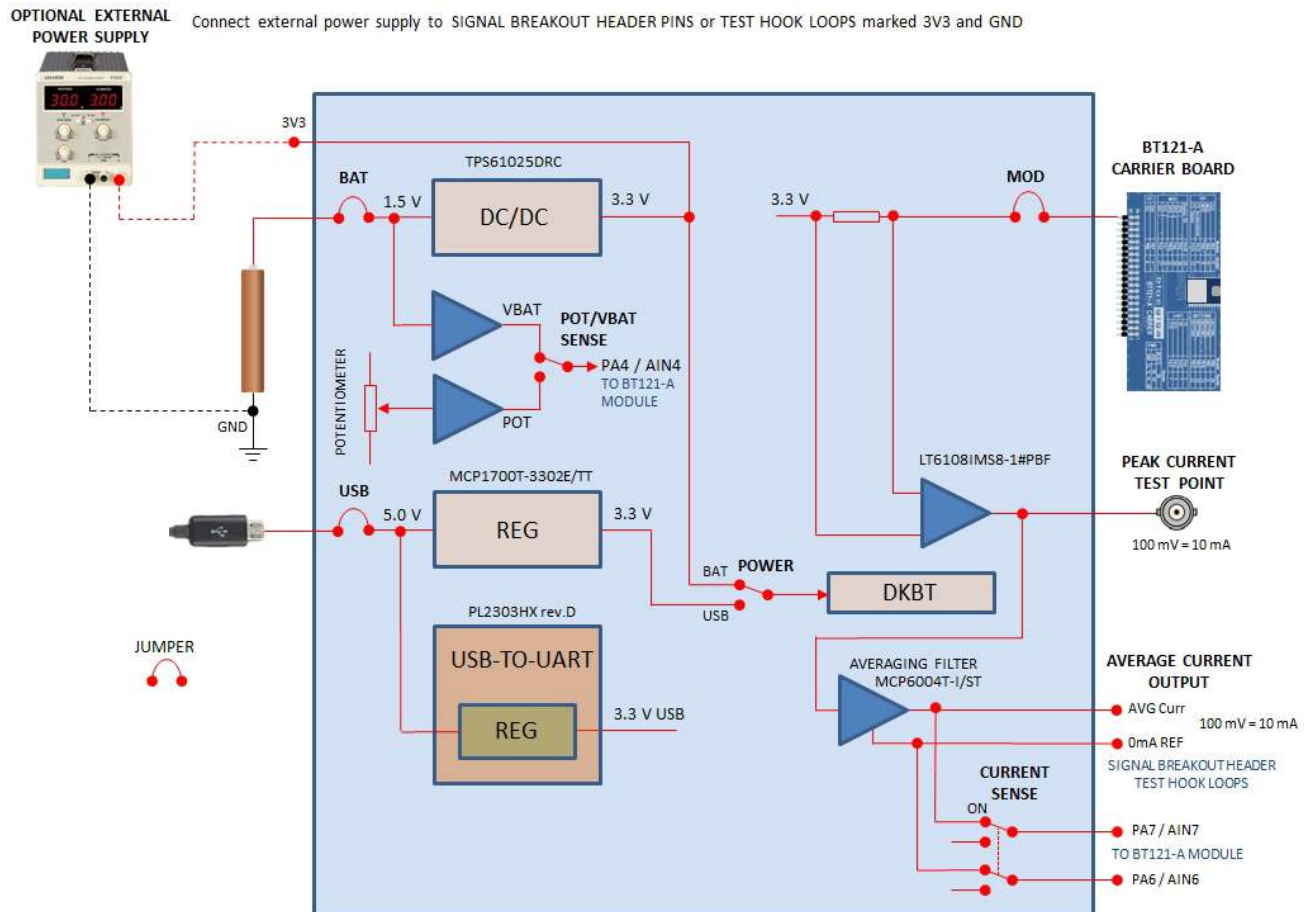 OPTIONAL EXTERNAL
POWER SUPPLY
Connect external power supply to SIGNAL BREAKOUT HEADER PINS or TEST HOOK LOOPS marked 3V3 and GND
30.0 3.00
3V3
TPS61025DRC
BAT
1.5 V
DC/DC
3.3 V
3.3 V
MOD
BT121-A
CARRIER BOARD
VBAT
POT/VBAT
SENSE
PA4 / AIN4
TO BT121-A
MODULE
POTENTIOMETER
POT
GND
MCP1700T-3302E/TT
USB
5.0 V
REG
3.3 V
LT6108IMS8-1#PBF
PEAK CURRENT
TEST POINT
100 mV = 10 mA
BAT
POWER
USB
DKBT
PL2303HX rev.D
USB-TO-UART
REG
3.3 V USB
JUMPER
AVERAGING FILTER
MCP6004T-I/ST
AVERAGE CURRENT
OUTPUT
AVG Curr
100 mV = 10 mA
0mA REF
SIGNAL BREAKOUT HEADER
TEST HOOK LOOPS
CURRENT
SENSE
ON
PA7 / AIN7
TO BT121-A MODULE
PA6 / AIN6